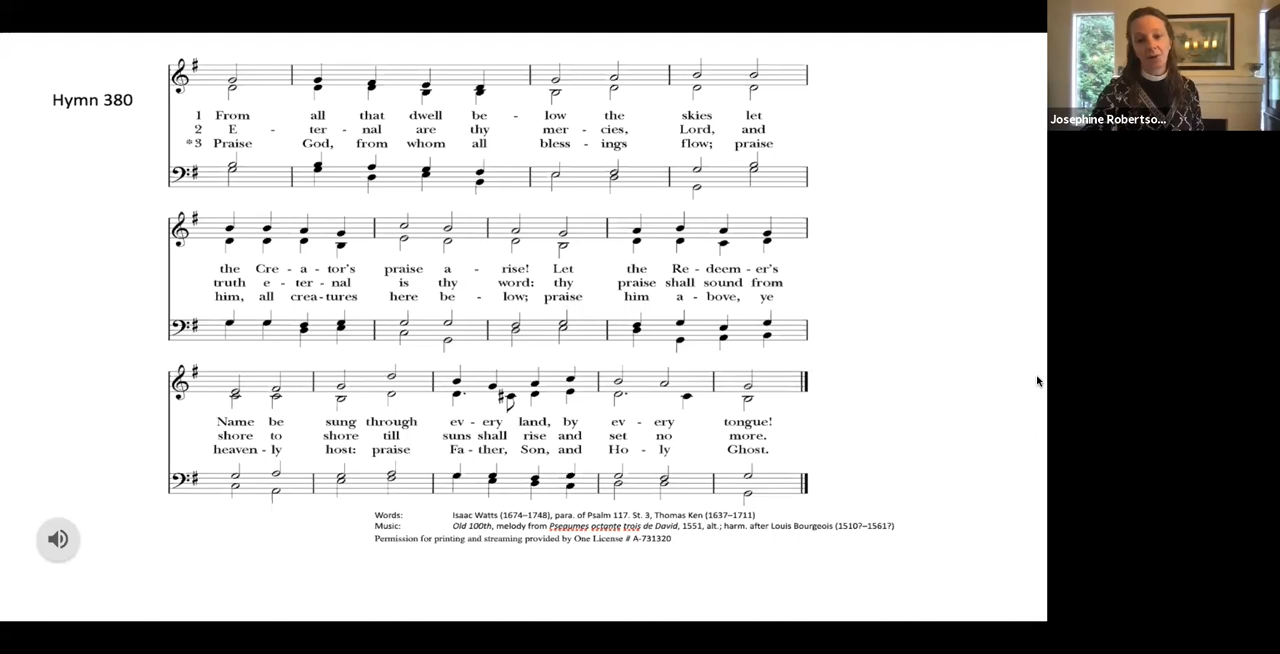 Hymn 380
1 From all that dwell be - low the skies let
2 E - ter - nal are thy mer - cies, Lord, and
*3 Praise God, from whom all bless - ings flow; praise
the Cre - a - tor's praise a - rise! Let the Re - deem - er's
truth e - ter - nal is thy word: thy praise shall sound from
him, all crea - tures here be - low; praise him a - bove, ye
Name be sung through ev - ery land, by ev - ery tongue!
shore to shore till suns shall rise and set no more.
heaven - ly host: praise Fa - ther, Son, and Ho - ly Ghost.
Words: Isaac Watts (1674–1748), para. of Psalm 117. St. 3, Thomas Ken (1637–1711)
Music: Old 100th, melody from Pseaumes octante trois de David, 1551, alt.; harm. after Louis Bourgeois (1510?–1561?)
Permission for printing and streaming provided by One License # A-731320
Josephine Robertso...